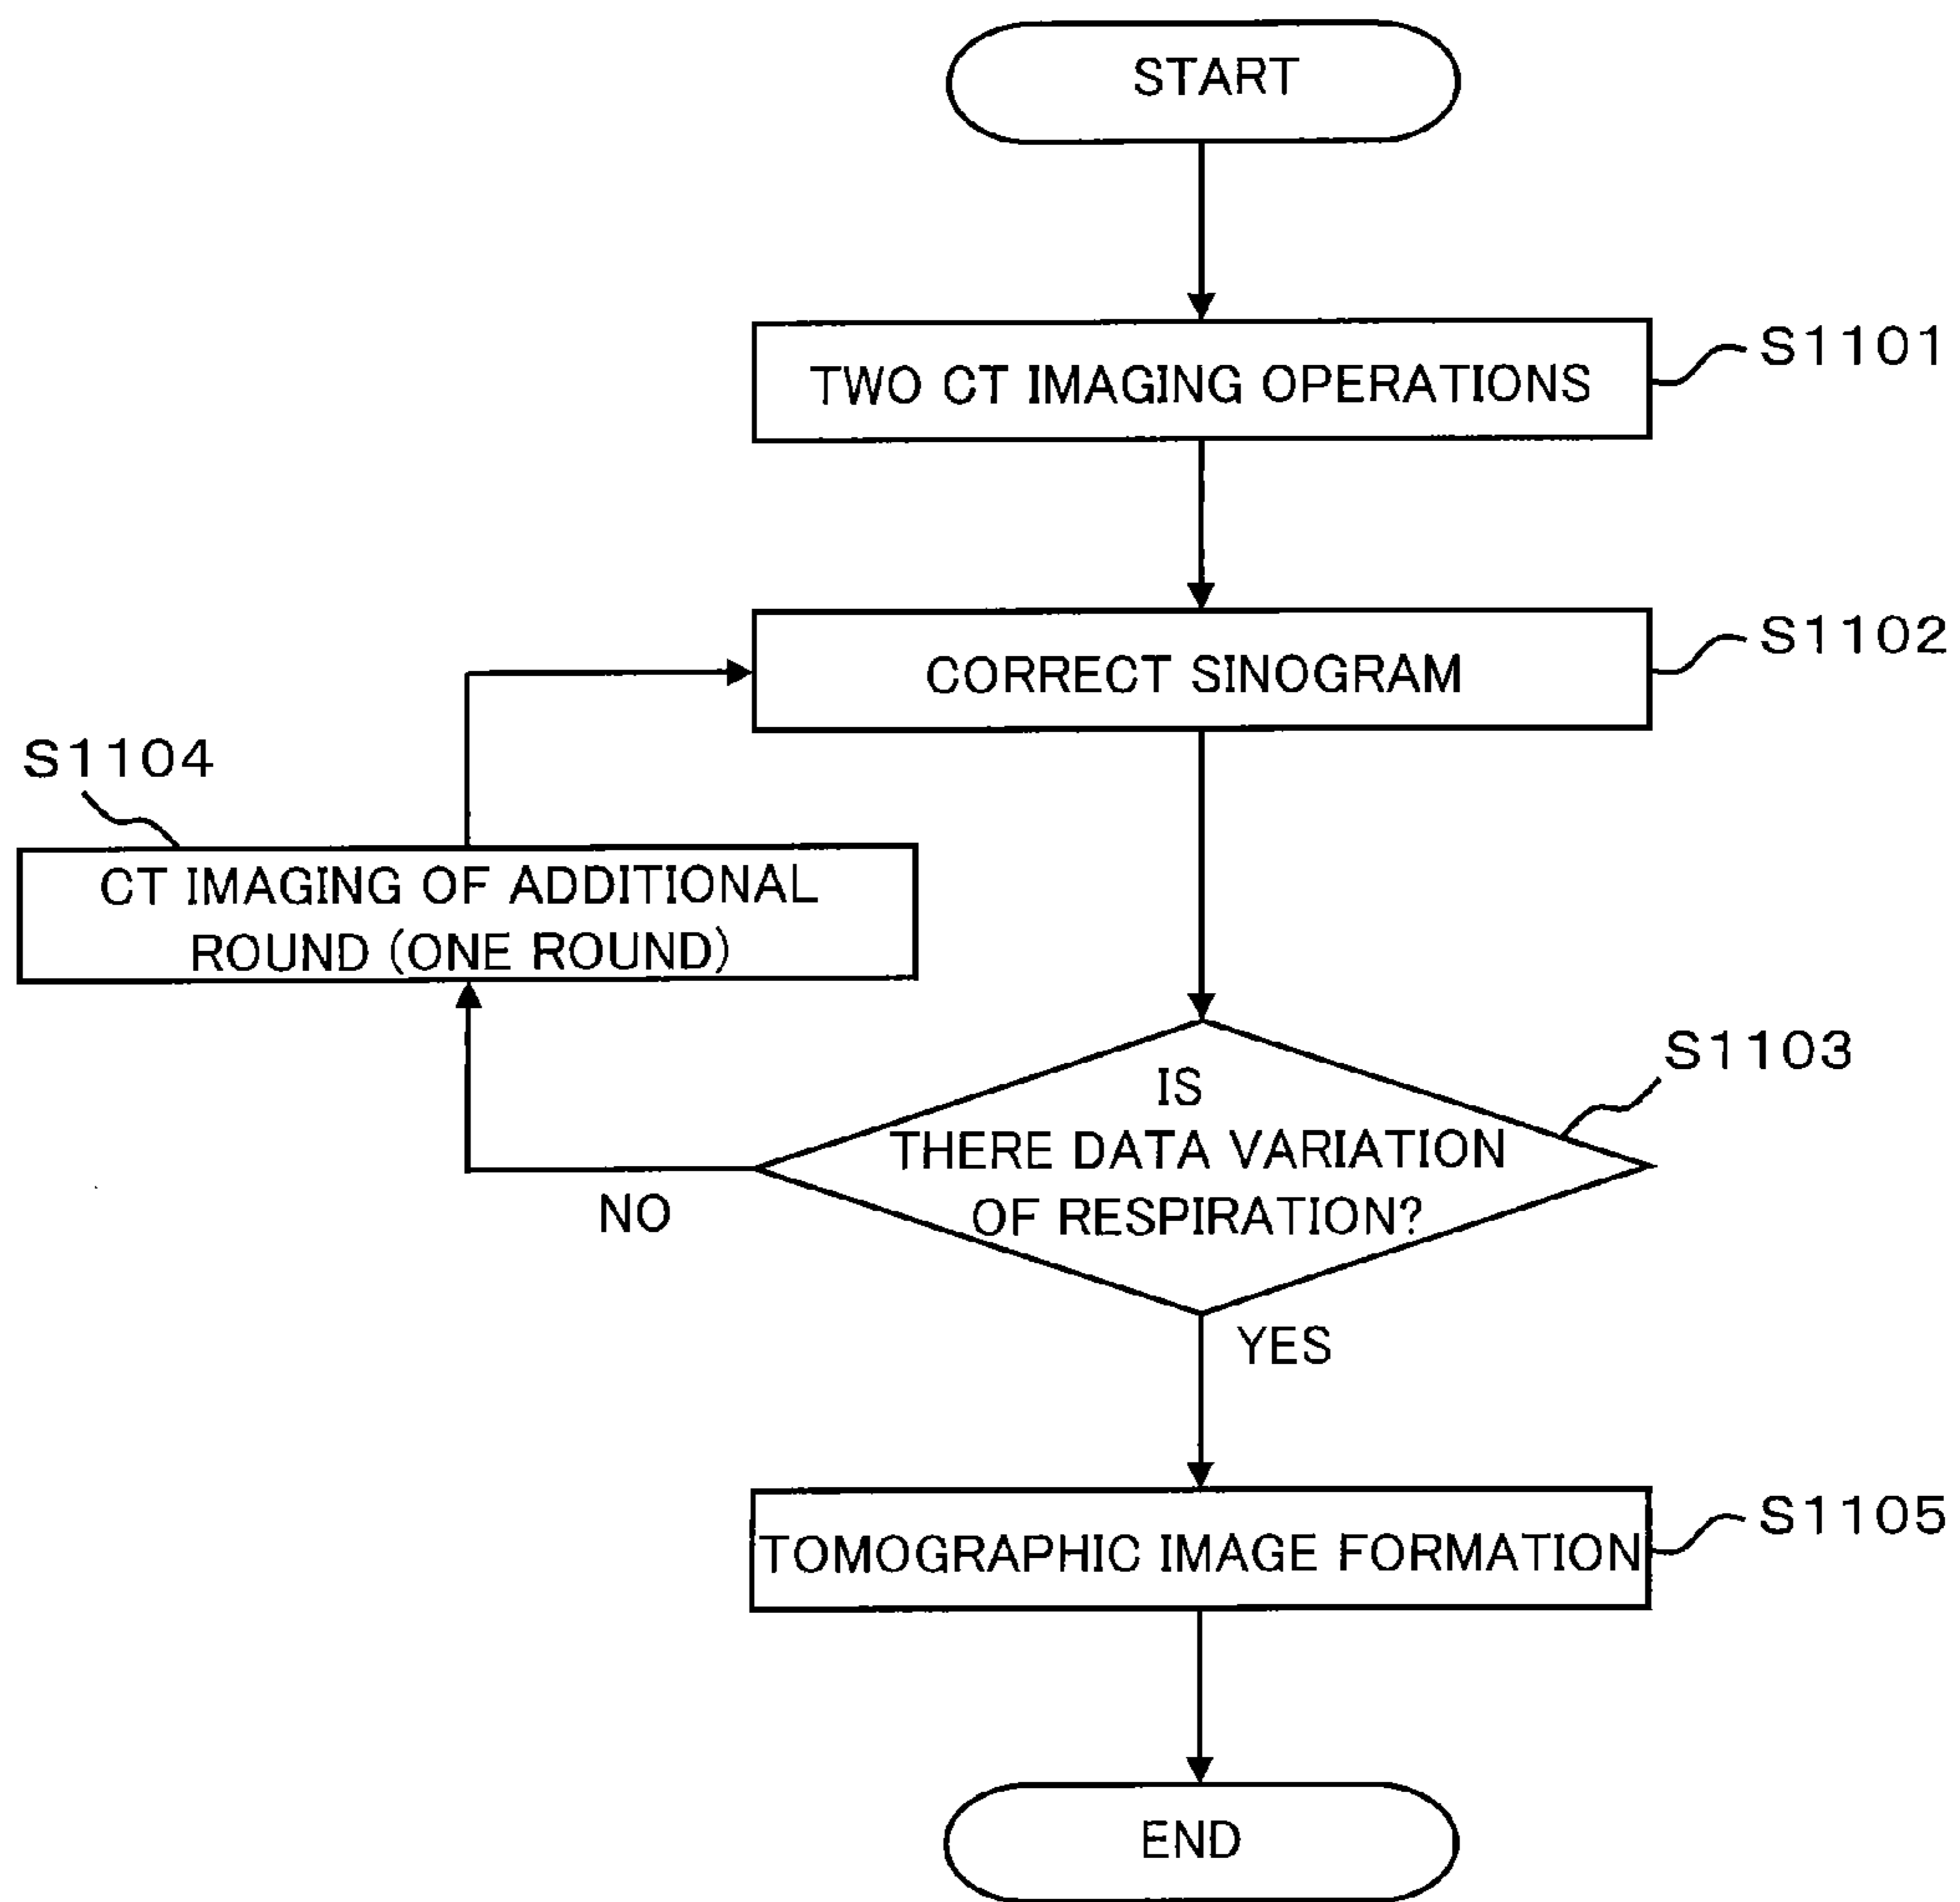 START
TWO CT IMAGING OPERATIONS
S1101
CORRECT SINOGRAM
S1102
S1104
CT IMAGING OF ADDITIONAL
ROUND (ONE ROUND)
S1103
IS
THERE DATA VARIATION
OF RESPIRATION?
NO
YES
TOMOGRAPHIC IMAGE FORMATION
S1105
END